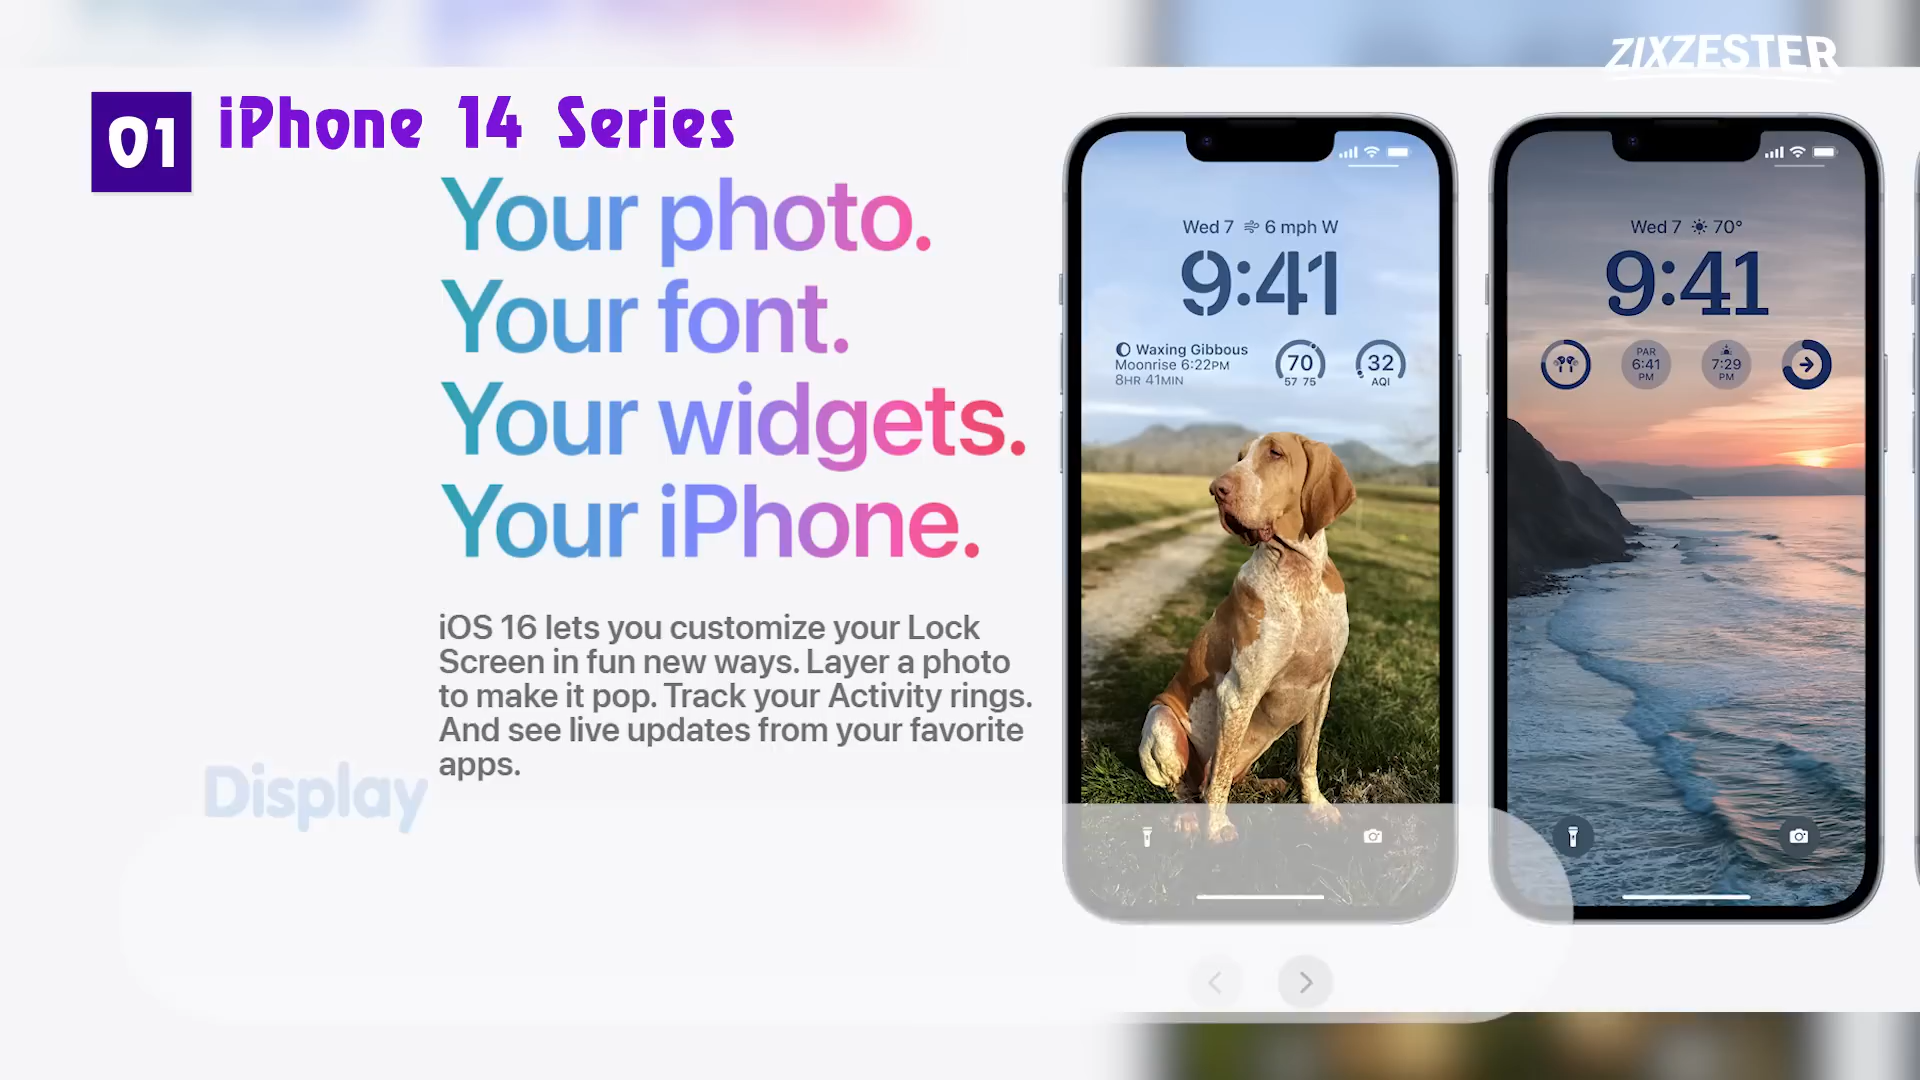 ZIXZESTER
01
iPhone 14 Series
Your photo.
Your font.
Your widgets.
Your iPhone.
iOS 16 lets you customize your Lock
Screen in fun new ways. Layer a photo
to make it pop. Track your Activity rings.
And see live updates from your favorite
apps.
Display
Wed 7 6 mph W
9:41
Waxing Gibbous
Moonrise 6:22PM
8HR 41MIN
70
57 75
32
AQI
Wed 7 70°
9:41
PAR
6:41
PM
7:29
PM